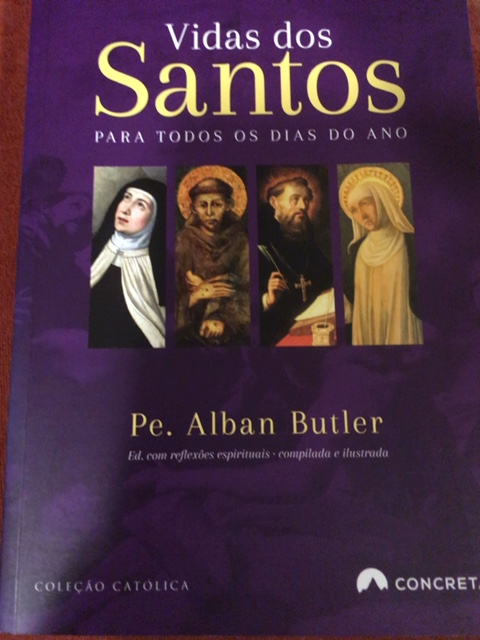 Vidas dos
Santos
PARA TODOS OS DIAS DO ANO
Pe. Alban Butler
Ed. com reflexões espirituais · compilada e ilustrada
COLEÇÃO CATÓLICA
CONCRETA